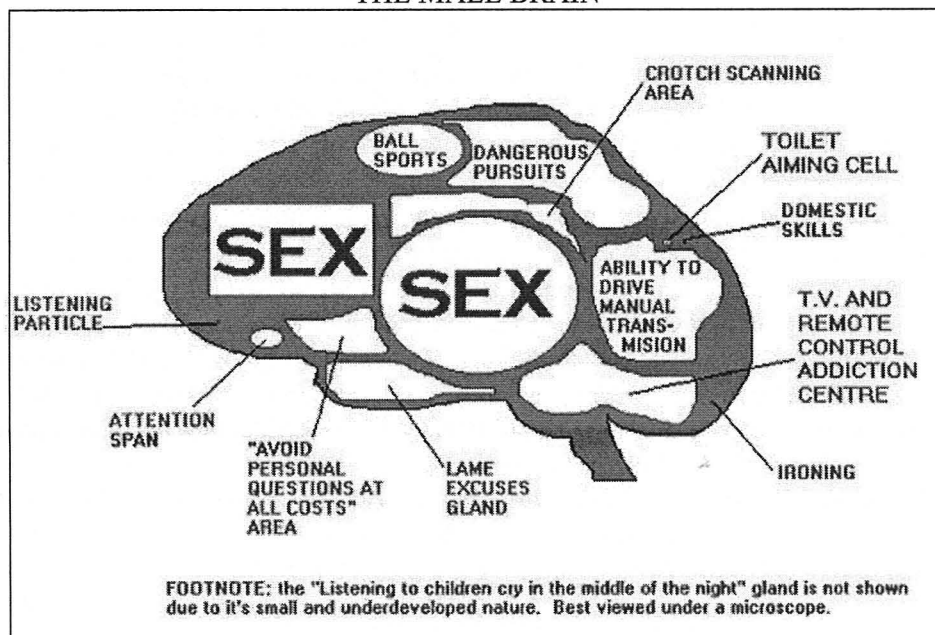 THE MALE BRAIN
CROTCH SCANNING
AREA
BALL
SPORTS
DANGEROUS
PURSUITS
TOILET
AIMING CELL
DOMESTIC
SKILLS
SEX
SEX
ABILITY TO
DRIVE
MANUAL
TRANS-
MISION
LISTENING
PARTICLE
T.V. AND
REMOTE
CONTROL
ADDICTION
CENTRE
ATTENTION
SPAN
"AVOID
PERSONAL
QUESTIONS AT
ALL COSTS"
AREA
LAME
EXCUSES
GLAND
IRONING
FOOTNOTE: the "Listening to children cry in the middle of the night" gland is not shown
due to it's small and underdeveloped nature. Best viewed under a microscope.